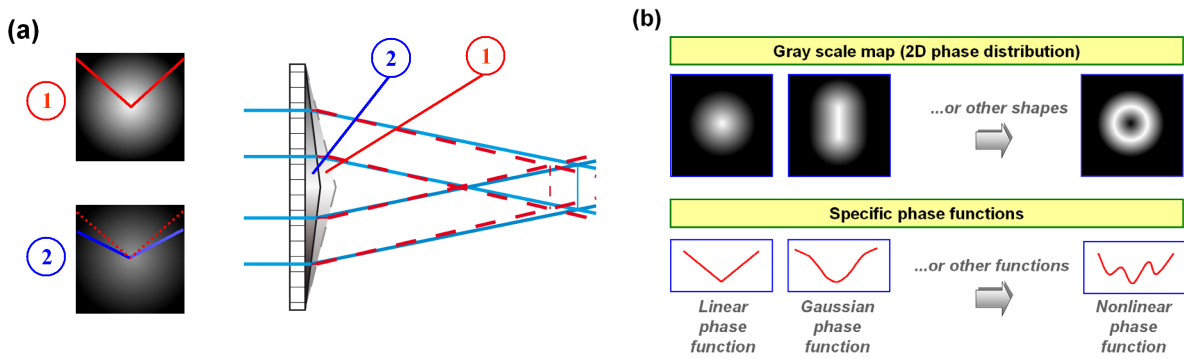 (a)
1
2
2
1
(b)
Gray scale map (2D phase distribution)
...or other shapes
Specific phase functions
...or other functions
Linear
phase
function
Gaussian
phase
function
Nonlinear
phase
function